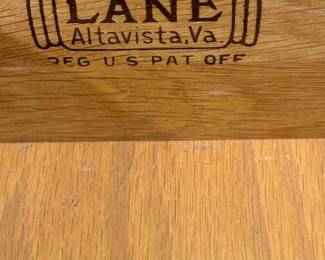 LANE
Altavista, Va
REG U S PAT OFF